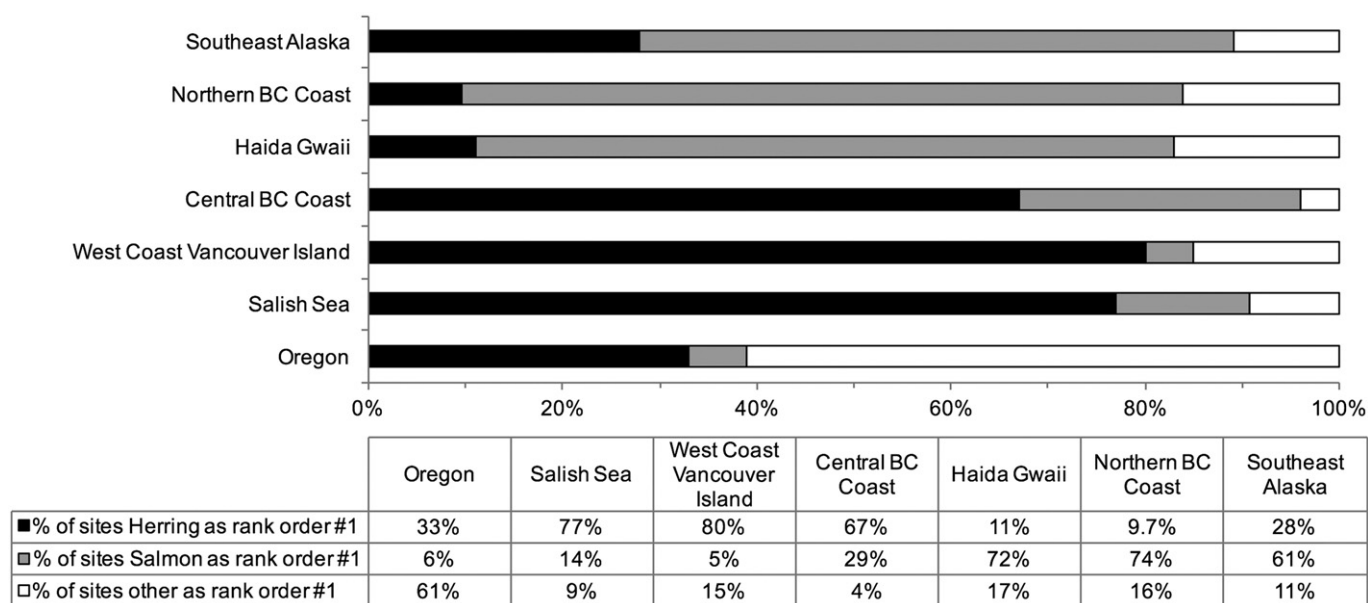 Southeast Alaska
Northern BC Coast
Haida Gwaii
Central BC Coast
West Coast Vancouver Island
Salish Sea
Oregon
0% 20% 40% 60% 80% 100%
Oregon Salish Sea West Coast Vancouver Island Central BC Coast Haida Gwaii Northern BC Coast Southeast Alaska
% of sites Herring as rank order #1 33% 77% 80% 67% 11% 9.7% 28%
% of sites Salmon as rank order #1 6% 14% 5% 29% 72% 74% 61%
% of sites other as rank order #1 61% 9% 15% 4% 17% 16% 11%